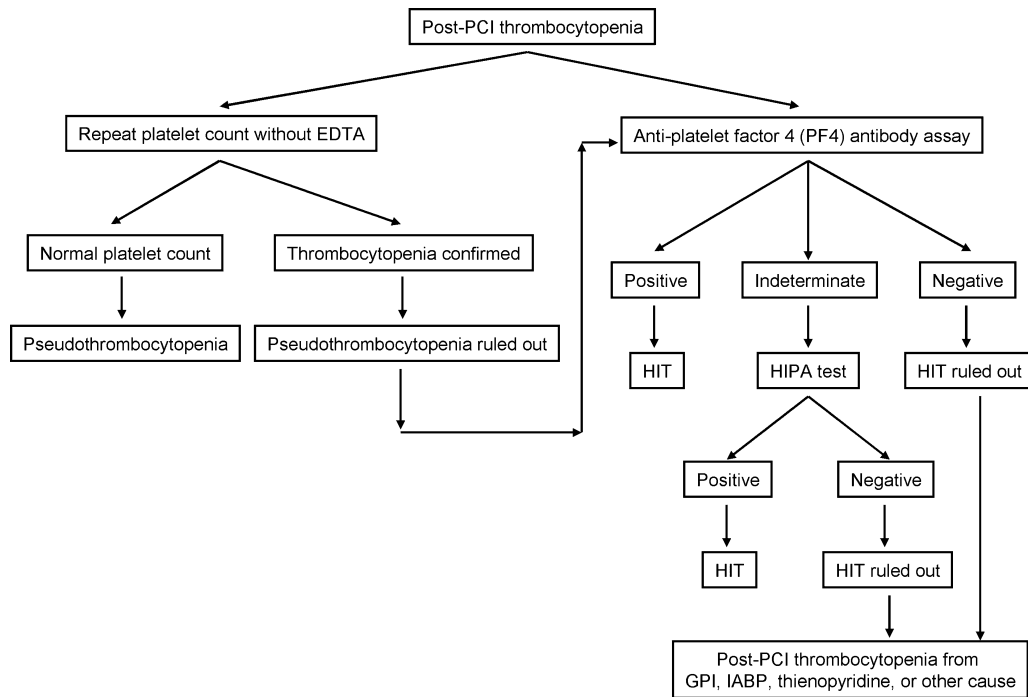 Post-PCI thrombocytopenia
Repeat platelet count without EDTA
Anti-platelet factor 4 (PF4) antibody assay
Normal platelet count
Thrombocytopenia confirmed
Positive
Indeterminate
Negative
Pseudothrombocytopenia
Pseudothrombocytopenia ruled out
HIT
HIPA test
HIT ruled out
Positive
Negative
HIT
HIT ruled out
Post-PCI thrombocytopenia from
GPI, IABP, thienopyridine, or other cause